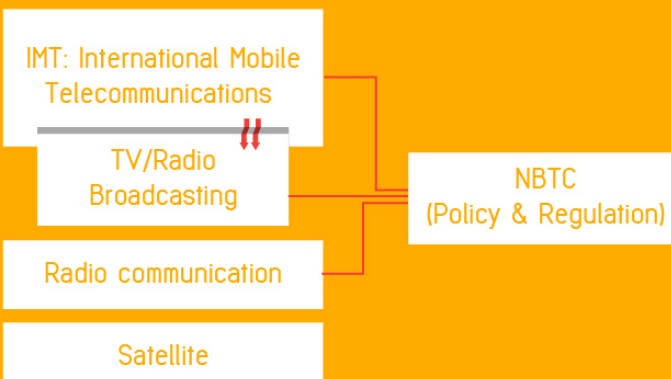 IMT: International Mobile
Telecommunications
TV/Radio
Broadcasting
Radio communication
Satellite
NBTC
(Policy & Regulation)